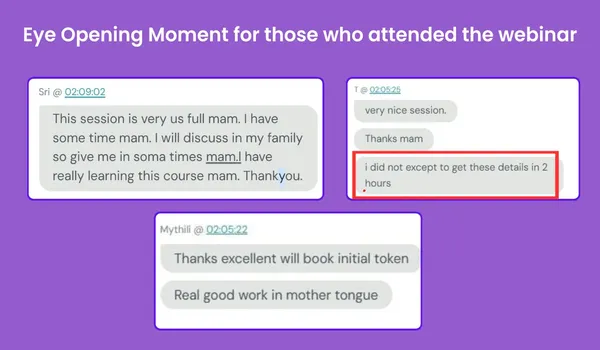 Eye Opening Moment for those who attended the webinar
Sri @ 02:09:02
This session is very us full mam. I have
some time mam. I will discuss in my family
so give me in soma times mam.I have
really learning this course mam. Thankyou.
T @ 02:05:25
very nice session.
Thanks mam
i did not except to get these details in 2
hours
Mythili @ 02:05:22
Thanks excellent will book initial token
Real good work in mother tongue